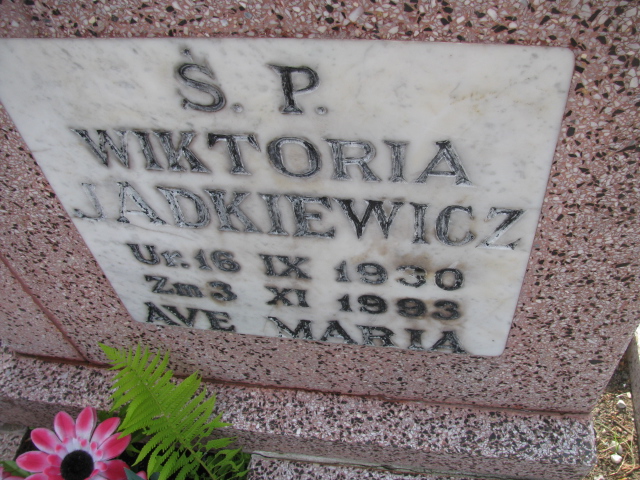 Ś. P.
WIKTORIA
JADKIEWICZ
Ur. 16 IX 1930
Zm 3 XI 1993
AVE MARIA